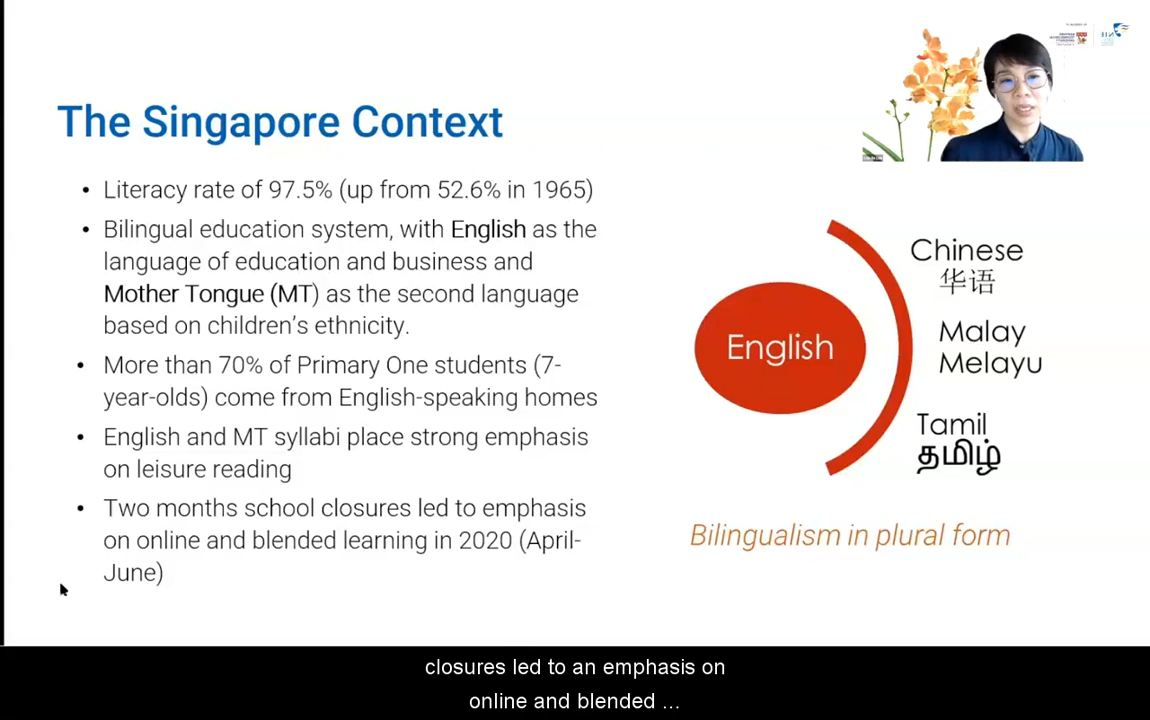 The Singapore Context
• Literacy rate of 97.5% (up from 52.6% in 1965)
• Bilingual education system, with English as the
language of education and business and
Mother Tongue (MT) as the second language
based on children's ethnicity.
• More than 70% of Primary One students (7-
year-olds) come from English-speaking homes
• English and MT syllabi place strong emphasis
on leisure reading
• Two months school closures led to emphasis
on online and blended learning in 2020 (April-
June)
English
Chinese
华语
Malay
Melayu
Tamil
தமிழ்
Bilingualism in plural form
closures led to an emphasis on
online and blended ...